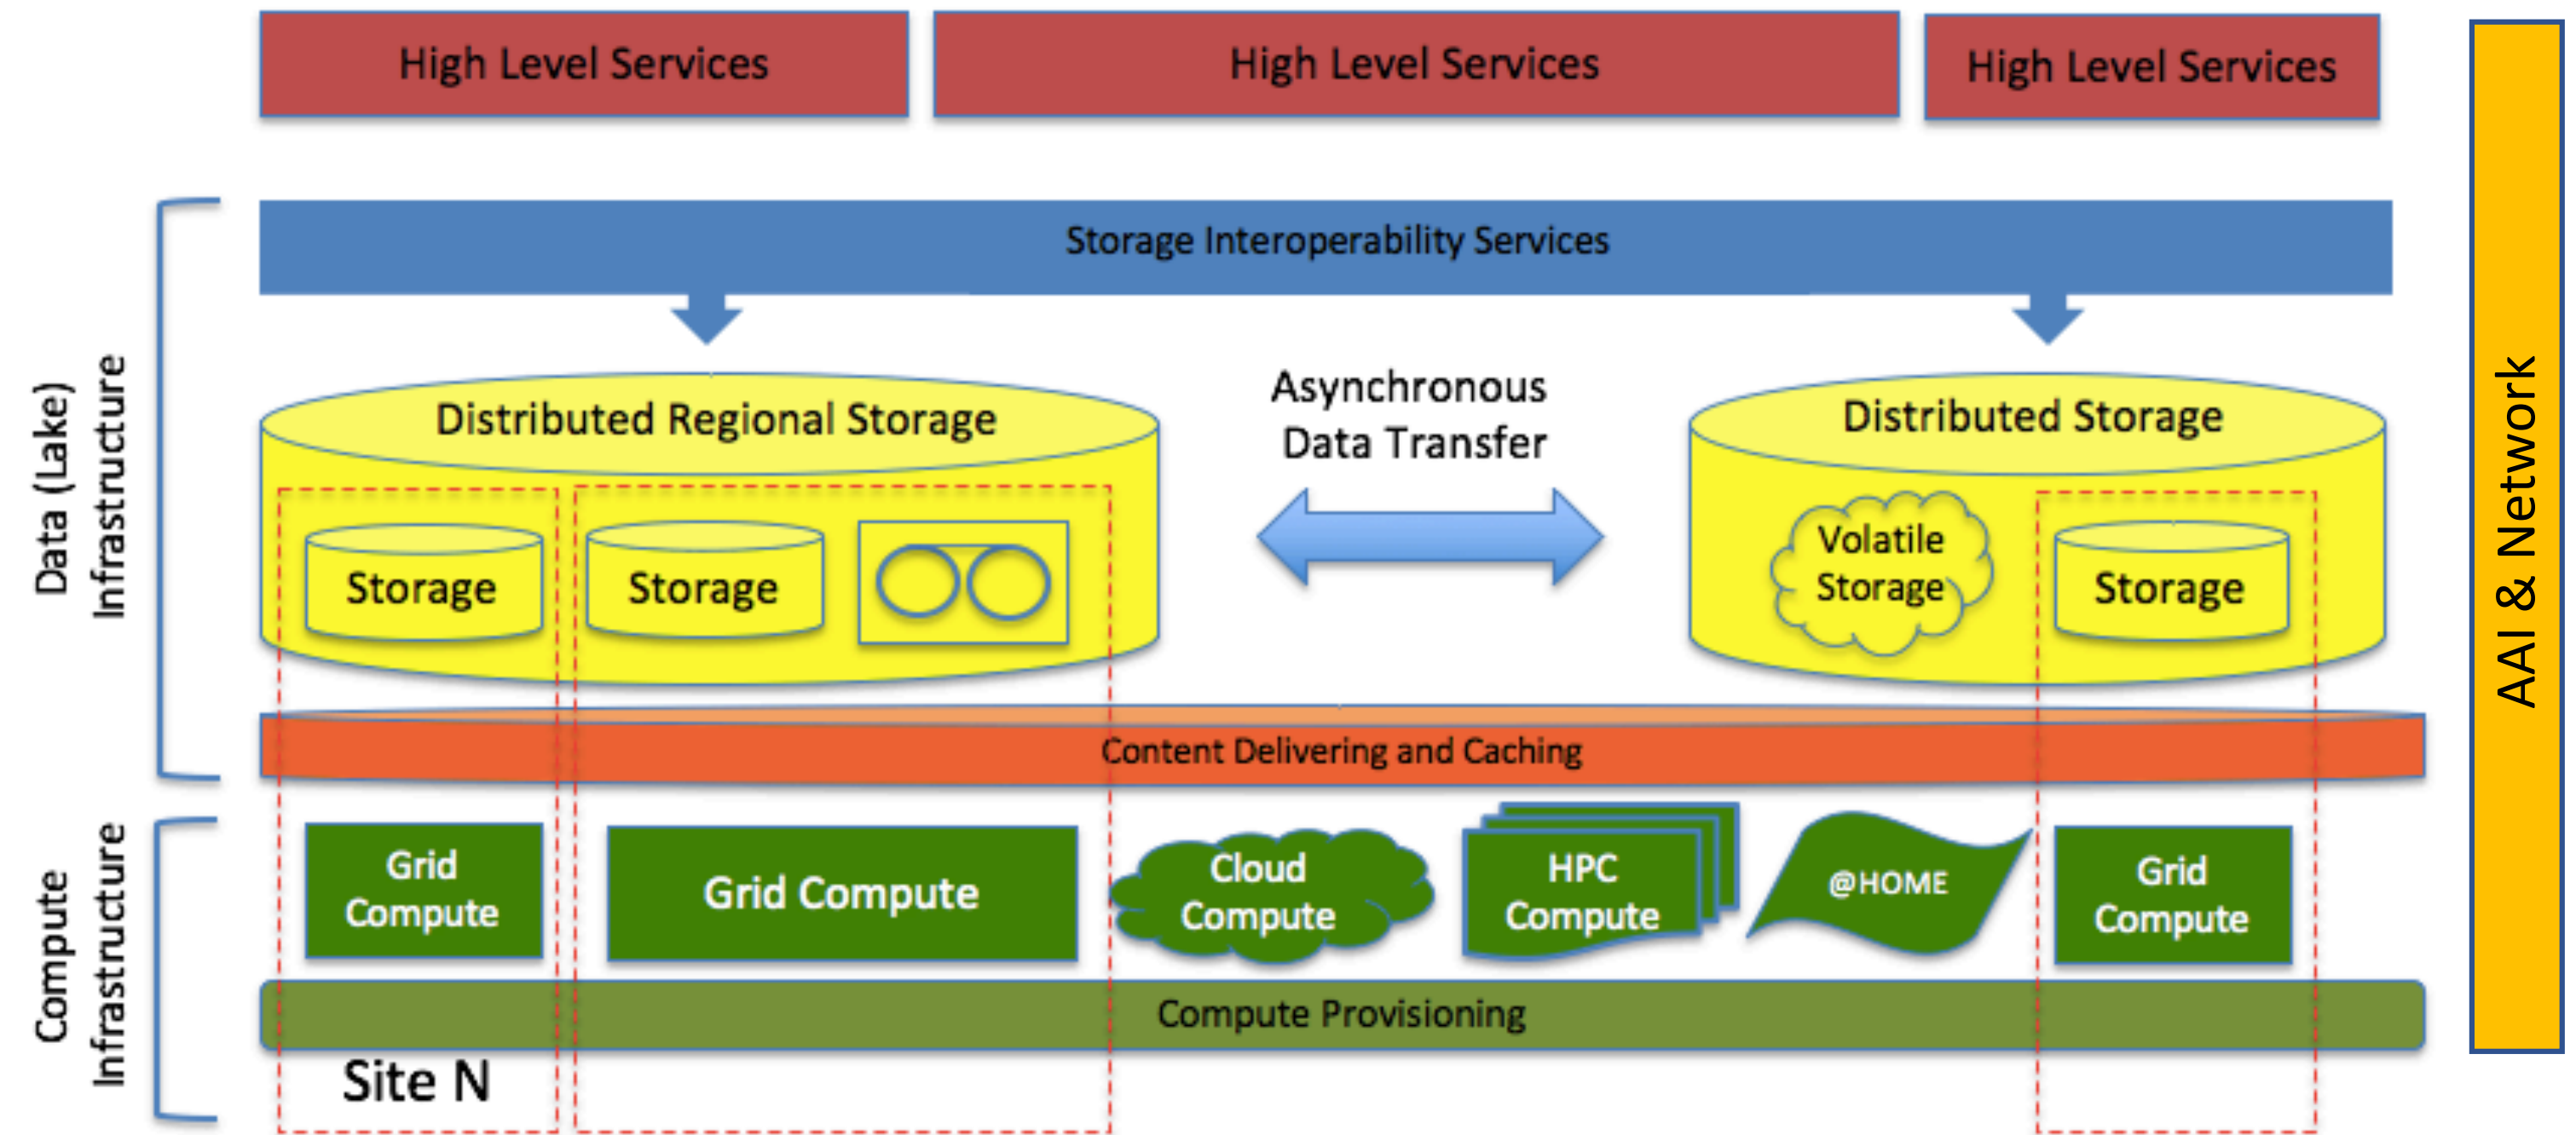 High Level Services
High Level Services
High Level Services
Storage Interoperability Services
Data (Lake)
Infrastructure
Distributed Regional Storage
Asynchronous
Data Transfer
Distributed Storage
Storage
Storage
Volatile
Storage
Storage
Content Delivering and Caching
Compute
Infrastructure
Grid
Compute
Grid Compute
Cloud
Compute
HPC
Compute
@HOME
Grid
Compute
Compute Provisioning
Site N
AAI & Network